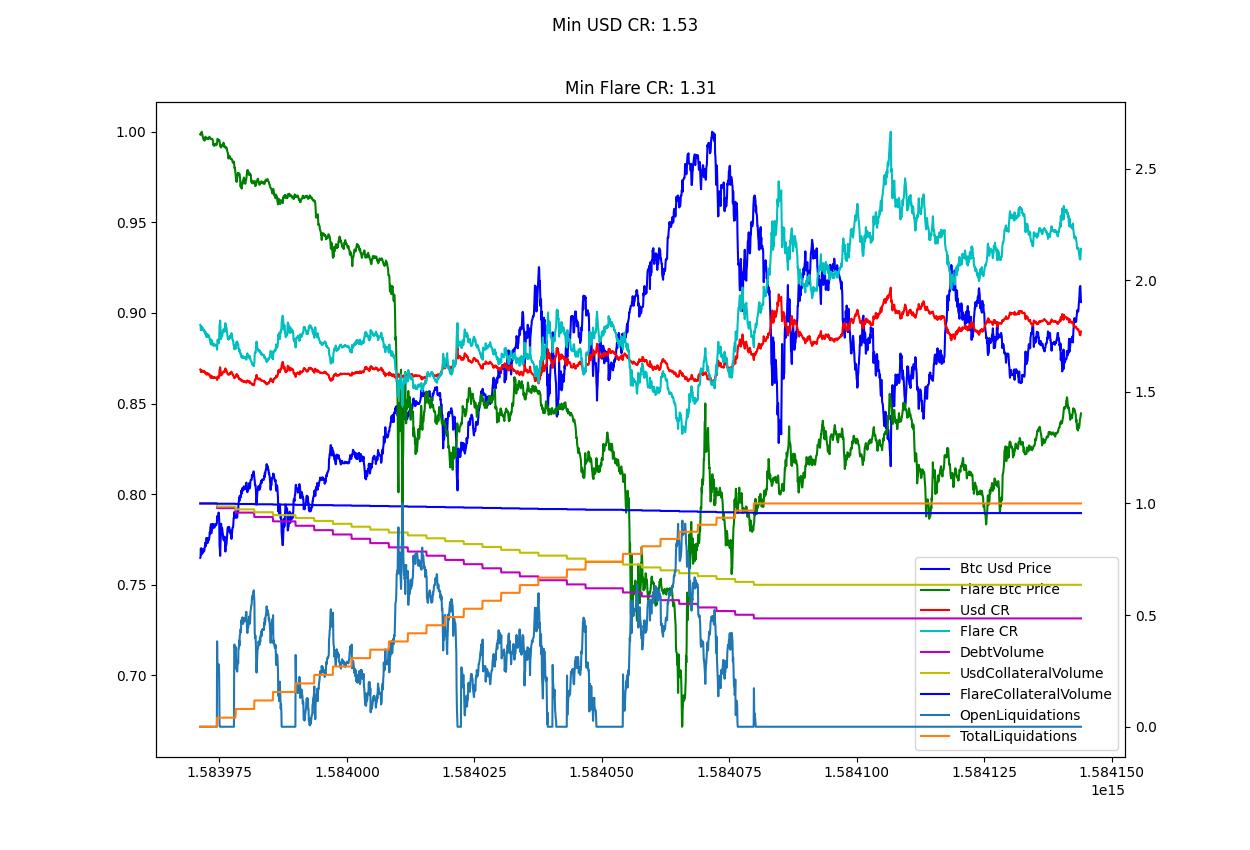 Min USD CR: 1.53
Min Flare CR: 1.31
1.00
0.95
0.90
0.85
0.80
0.75
0.70
2.5
2.0
1.5
1.0
0.5
0.0
Btc Usd Price
Flare Btc Price
Usd CR
Flare CR
DebtVolume
UsdCollateralVolume
FlareCollateralVolume
OpenLiquidations
TotalLiquidations
1.583975 1.584000 1.584025 1.584050 1.584075 1.584100 1.584125 1.584150
1e15